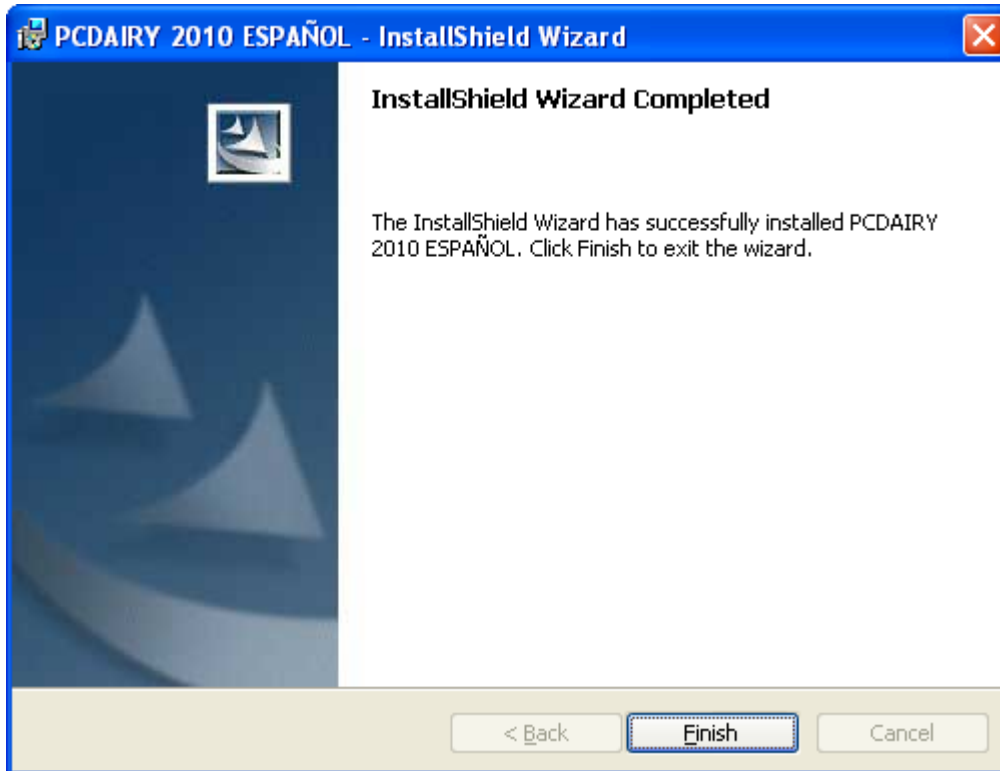 PCDAIRY 2010 ESPAÑOL - InstallShield Wizard
InstallShield Wizard Completed
The InstallShield Wizard has successfully installed PCDAIRY
2010 ESPAÑOL. Click Finish to exit the wizard.
< Back
Finish
Cancel